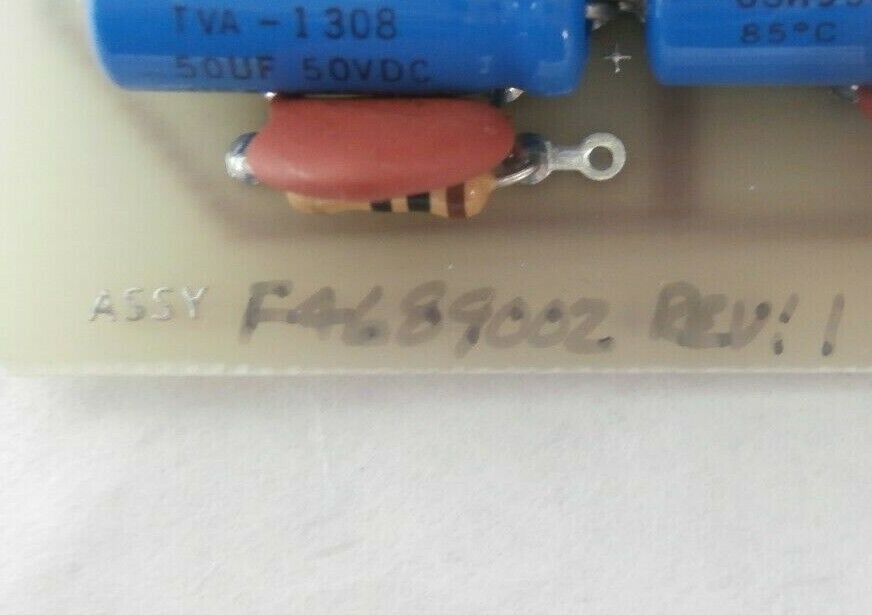 TVA-1308
50UF 50VDC
85°C
ASSY F4689002 REV: 1